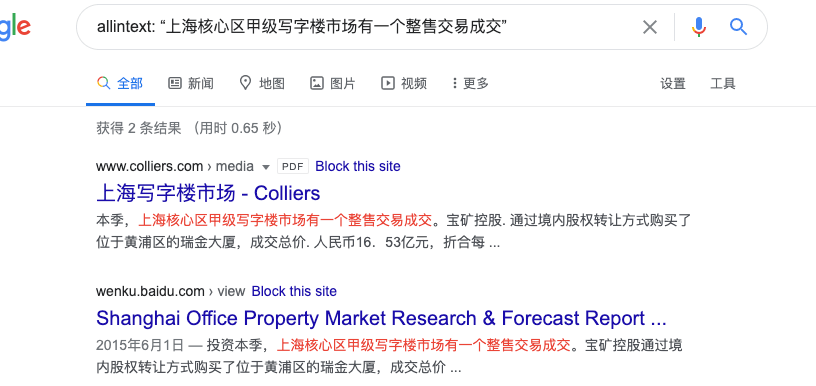 gle
allintext: “上海核心区甲级写字楼市场有一个整售交易成交”
全部 新闻 地图 图片 视频 更多 设置 工具
获得 2 条结果 （用时 0.65 秒）
www.colliers.com › media PDF Block this site
上海写字楼市场 - Colliers
本季，上海核心区甲级写字楼市场有一个整售交易成交。宝矿控股. 通过境内股权转让方式购买了
位于黄浦区的瑞金大厦，成交总价. 人民币16．53亿元，折合每 ...
wenku.baidu.com › view Block this site
Shanghai Office Property Market Research & Forecast Report ...
2015年6月1日 — 投资本季，上海核心区甲级写字楼市场有一个整售交易成交。宝矿控股通过境
内股权转让方式购买了位于黄浦区的瑞金大厦，成交总价 ...